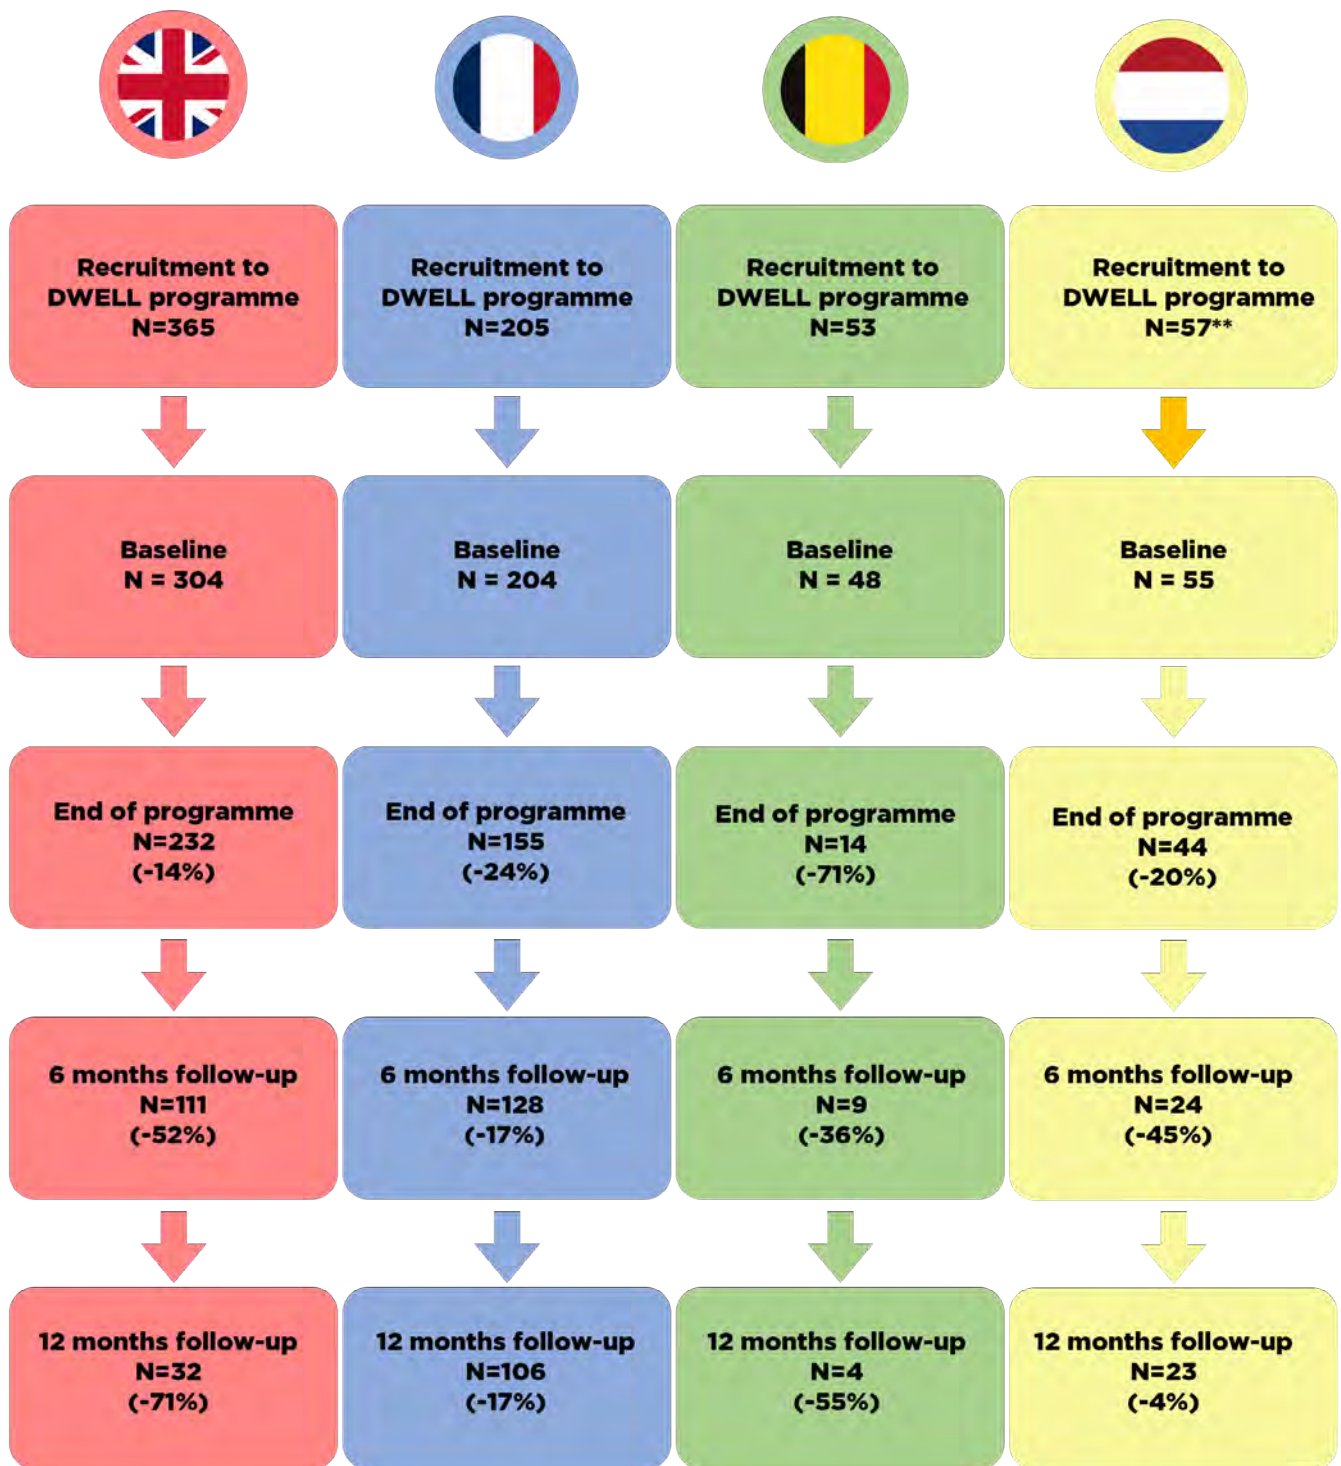 Recruitment to
DWELL programme
N=365
Recruitment to
DWELL programme
N=205
Recruitment to
DWELL programme
N=53
Recruitment to
DWELL programme
N=57**
Baseline
N = 304
Baseline
N = 204
Baseline
N = 48
Baseline
N = 55
End of programme
N=232
(-14%)
End of programme
N=155
(-24%)
End of programme
N=14
(-71%)
End of programme
N=44
(-20%)
6 months follow-up
N=111
(-52%)
6 months follow-up
N=128
(-17%)
6 months follow-up
N=9
(-36%)
6 months follow-up
N=24
(-45%)
12 months follow-up
N=32
(-71%)
12 months follow-up
N=106
(-17%)
12 months follow-up
N=4
(-55%)
12 months follow-up
N=23
(-4%)